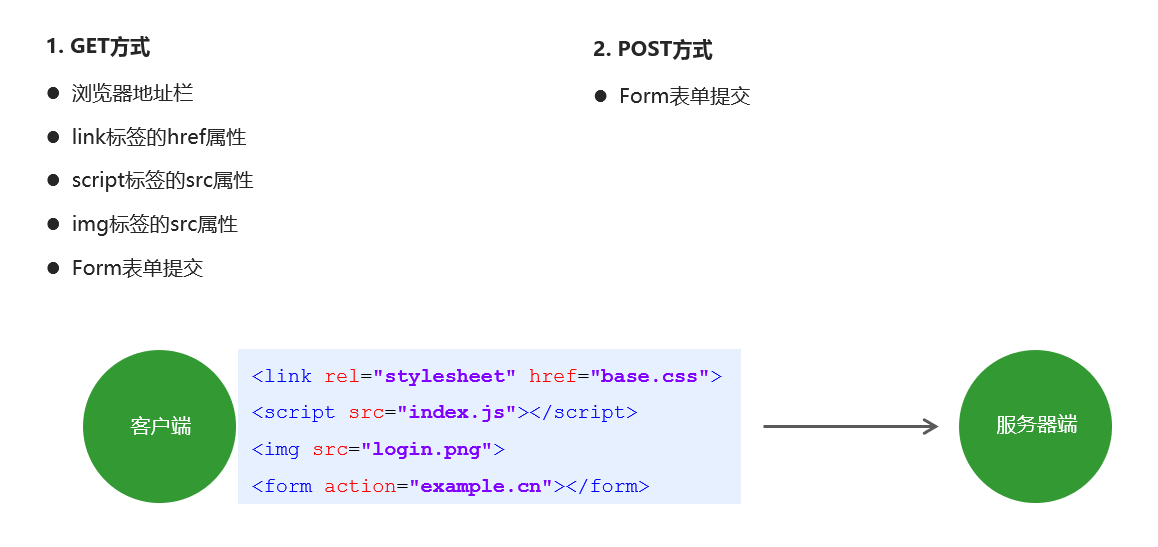 1. GET方式
浏览器地址栏
link标签的href属性
script标签的src属性
img标签的src属性
Form表单提交
2. POST方式
Form表单提交
客户端
<link rel="stylesheet" href="base.css">
<script src="index.js"></script>
<img src="login.png">
<form action="example.cn"></form>
服务器端